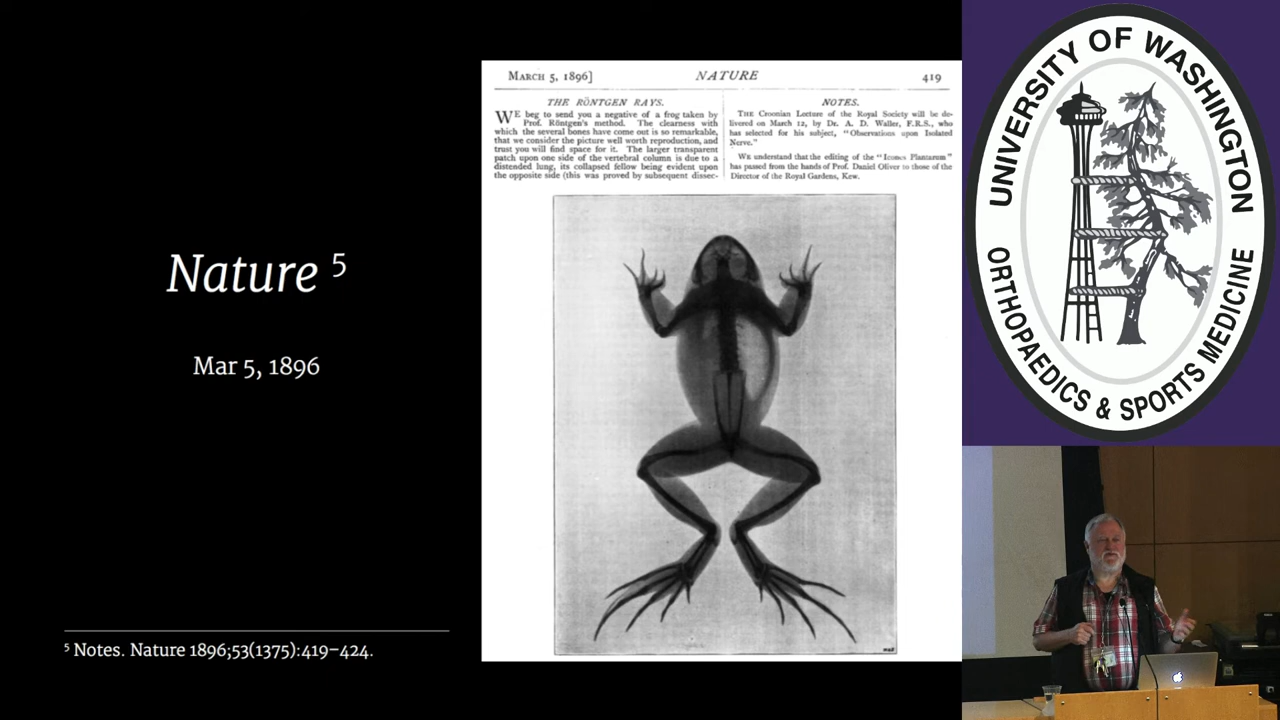 Nature 5
Mar 5, 1896
5 Notes. Nature 1896;53(1375):419–424.
MARCH 5, 1896]
NATURE
419
THE RÖNTGEN RAYS.
WE beg to send you a negative of a frog taken by
Prof. Röntgen's method. The clearness with
which the several bones have come out is so remarkable,
that we consider the picture well worth reproduction, and
trust you will find space for it. The larger transparent
patch upon one side of the vertebral column is due to a
distended lung, its collapsed fellow being evident upon
the opposite side (this was proved by subsequent dissec-
NOTES.
THE Croonian Lecture of the Royal Society will be de-
livered on March 12, by Dr. A. D. Waller, F.R.S., who
has selected for his subject, "Observations upon Isolated
Nerve."
WE understand that the editing of the "Icones Plantarum"
has passed from the hands of Prof. Daniel Oliver to those of the
Director of the Royal Gardens, Kew.
UNIVERSITY OF WASHINGTON
ORTHOPAEDICS & SPORTS MEDICINE